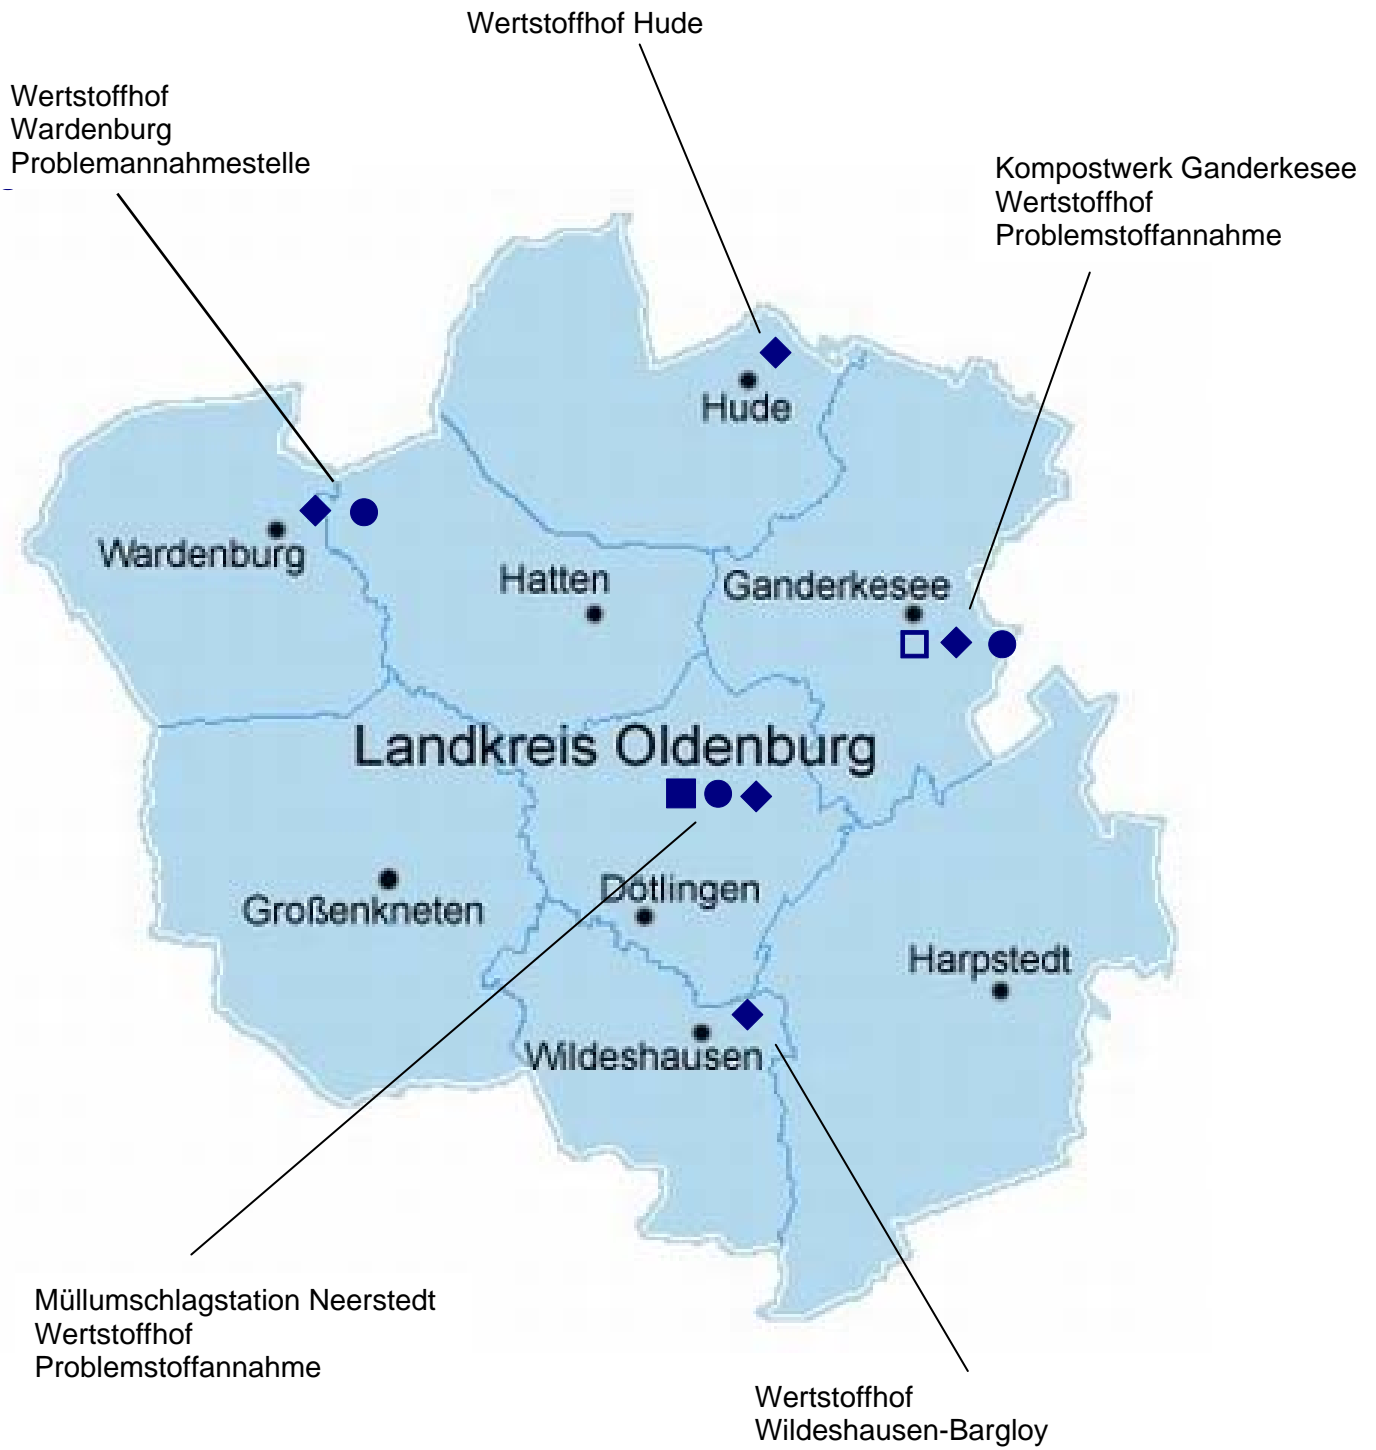 Wertstoffhof Hude
Wertstoffhof
Wardenburg
Problemannahmestelle
Kompostwerk Ganderkesee
Wertstoffhof
Problemstoffannahme
Hude
Wardenburg
Hatten
Ganderkesee
Landkreis Oldenburg
Großenkneten
Dötlingen
Harpstedt
Wildeshausen
Müllumschlagstation Neerstedt
Wertstoffhof
Problemstoffannahme
Wertstoffhof
Wildeshausen-Bargloy